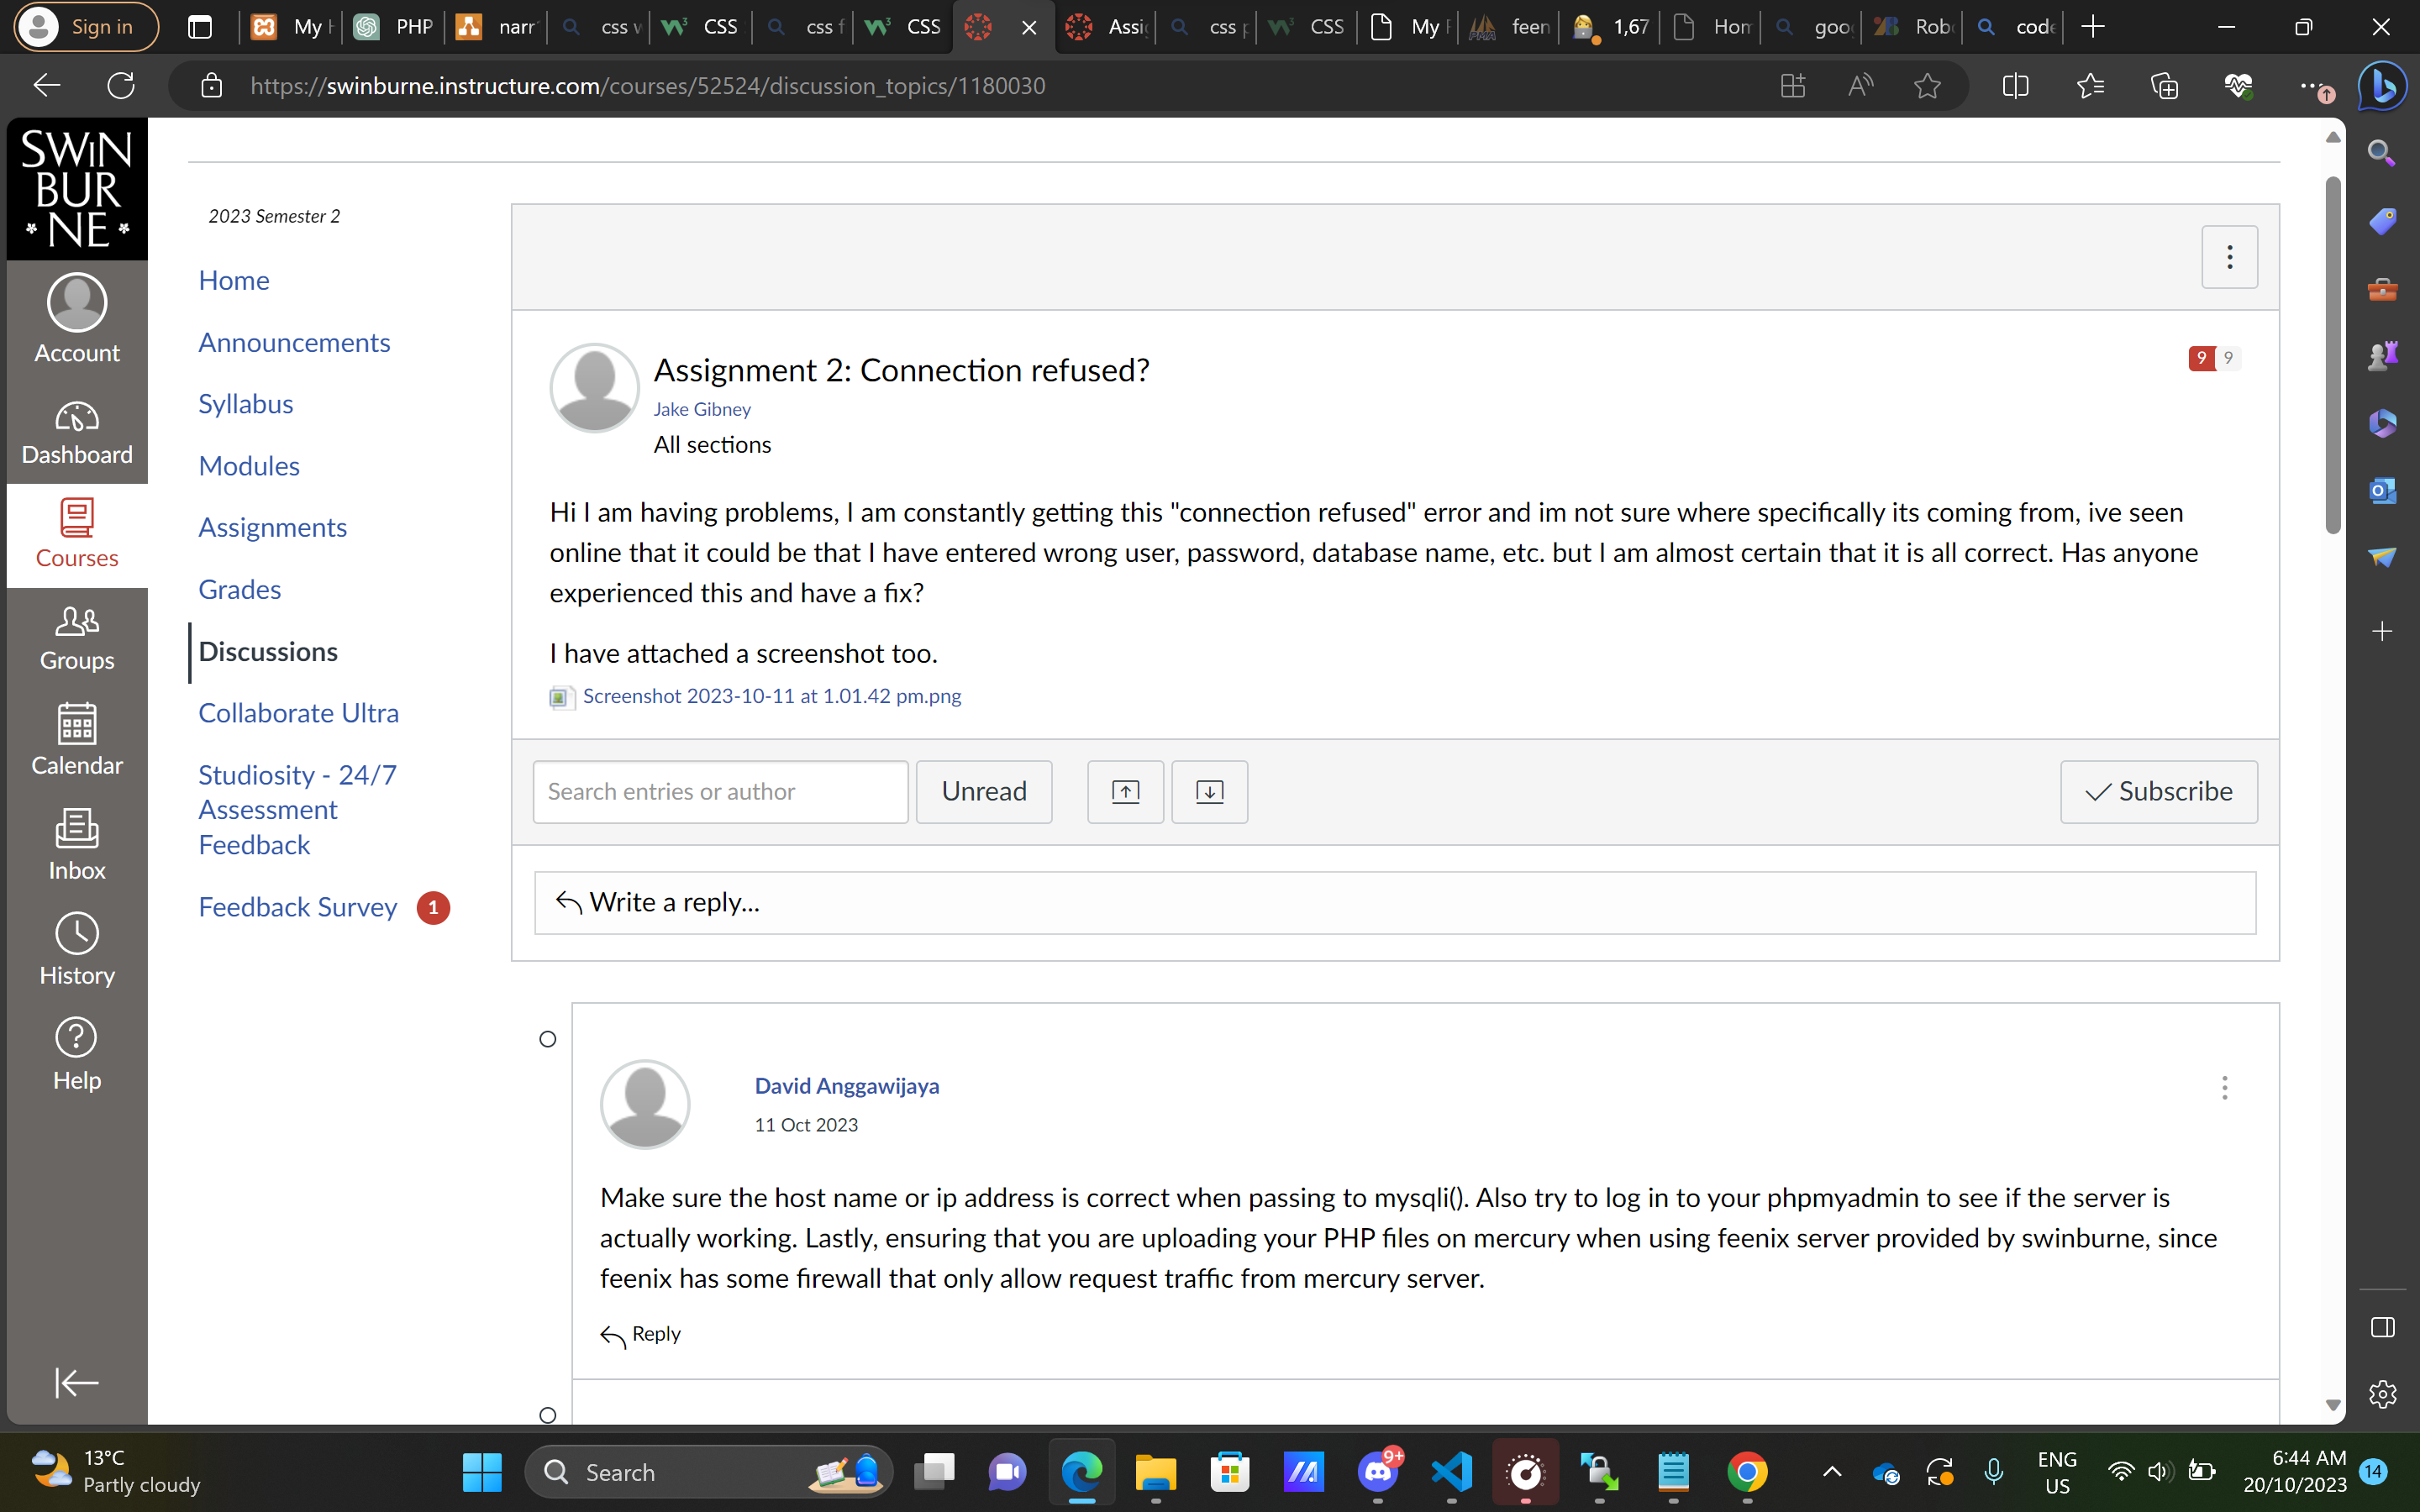 Sign in
My H
PHP
narr
css v
CSS
css f
CSS
Assi
css p
CSS
My
feen
1,67
Hom
goo
Rob
code
https://swinburne.instructure.com/courses/52524/discussion_topics/1180030
SWIN
BUR
NE
Account
Dashboard
Courses
Groups
Calendar
Inbox
History
Help
2023 Semester 2
Home
Announcements
Syllabus
Modules
Assignments
Grades
Discussions
Collaborate Ultra
Studiosity - 24/7
Assessment
Feedback
Feedback Survey 1
Assignment 2: Connection refused?
9 9
Jake Gibney
All sections
Hi I am having problems, I am constantly getting this "connection refused" error and im not sure where specifically its coming from, ive seen
online that it could be that I have entered wrong user, password, database name, etc. but I am almost certain that it is all correct. Has anyone
experienced this and have a fix?
I have attached a screenshot too.
Screenshot 2023-10-11 at 1.01.42 pm.png
Search entries or author
Unread
Subscribe
Write a reply...
David Anggawijaya
11 Oct 2023
Make sure the host name or ip address is correct when passing to mysqli(). Also try to log in to your phpmyadmin to see if the server is
actually working. Lastly, ensuring that you are uploading your PHP files on mercury when using feenix server provided by swinburne, since
feenix has some firewall that only allow request traffic from mercury server.
Reply
13°C
Partly cloudy
Search
9+
ENG
US
6:44 AM
20/10/2023
14